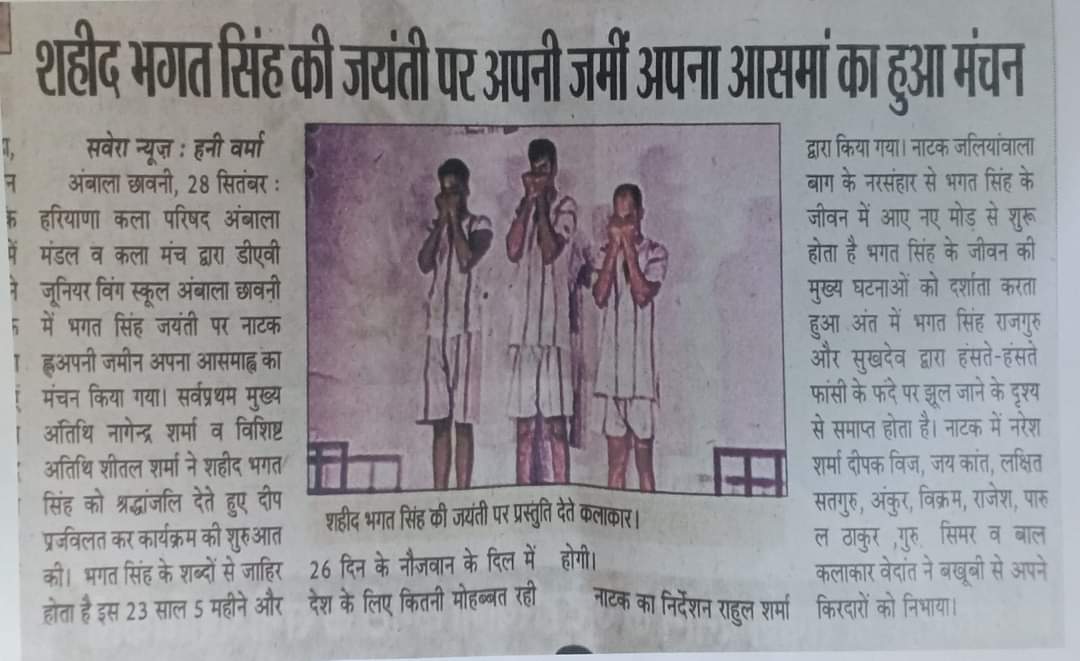 शहीद भगत सिंह की जयंती पर अपनी जमीं अपना आसमां का हुआ मंचन
सवेरा न्यूज़ : हनी वर्मा
अंबाला छावनी, 28 सितंबर :
हरियाणा कला परिषद अंबाला
मंडल व कला मंच द्वारा डीएवी
जूनियर विंग स्कूल अंबाला छावनी
में भगत सिंह जयंती पर नाटक
ह्रअपनी जमीन अपना आसमाह्व का
मंचन किया गया। सर्वप्रथम मुख्य
अतिथि नागेन्द्र शर्मा व विशिष्ट
अतिथि शीतल शर्मा ने शहीद भगत
सिंह को श्रद्धांजलि देते हुए दीप
प्रर्जवलित कर कार्यक्रम की शुरुआत
की। भगत सिंह के शब्दों से जाहिर
होता है इस 23 साल 5 महीने और
शहीद भगत सिंह की जयंती पर प्रस्तुति देते कलाकार।
26 दिन के नौजवान के दिल में
देश के लिए कितनी मोहब्बत रही
होगी।
नाटक का निर्देशन राहुल शर्मा
द्वारा किया गया। नाटक जलियांवाला
बाग के नरसंहार से भगत सिंह के
जीवन में आए नए मोड़ से शुरू
होता है भगत सिंह के जीवन की
मुख्य घटनाओं को दर्शाता करता
हुआ अंत में भगत सिंह राजगुरु
और सुखदेव द्वारा हंसते-हंसते
फांसी के फंदे पर झूल जाने के दृश्य
से समाप्त होता है। नाटक में नरेश
शर्मा दीपक विज, जय कांत, लक्षित
सतगुरु, अंकुर, विक्रम, राजेश, पारु
ल ठाकुर ,गुरु, सिमर व बाल
कलाकार वेदांत ने बखूबी से अपने
किरदारों को निभाया।